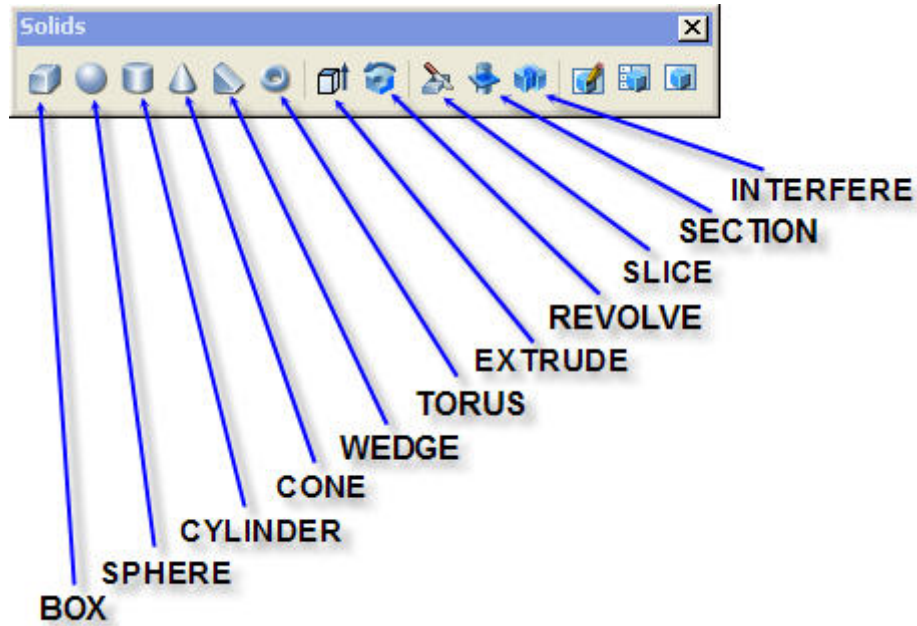 Solids
INTERFERE
SECTION
SLICE
REVOLVE
EXTRUDE
TORUS
WEDGE
CONE
CYLINDER
SPHERE
BOX